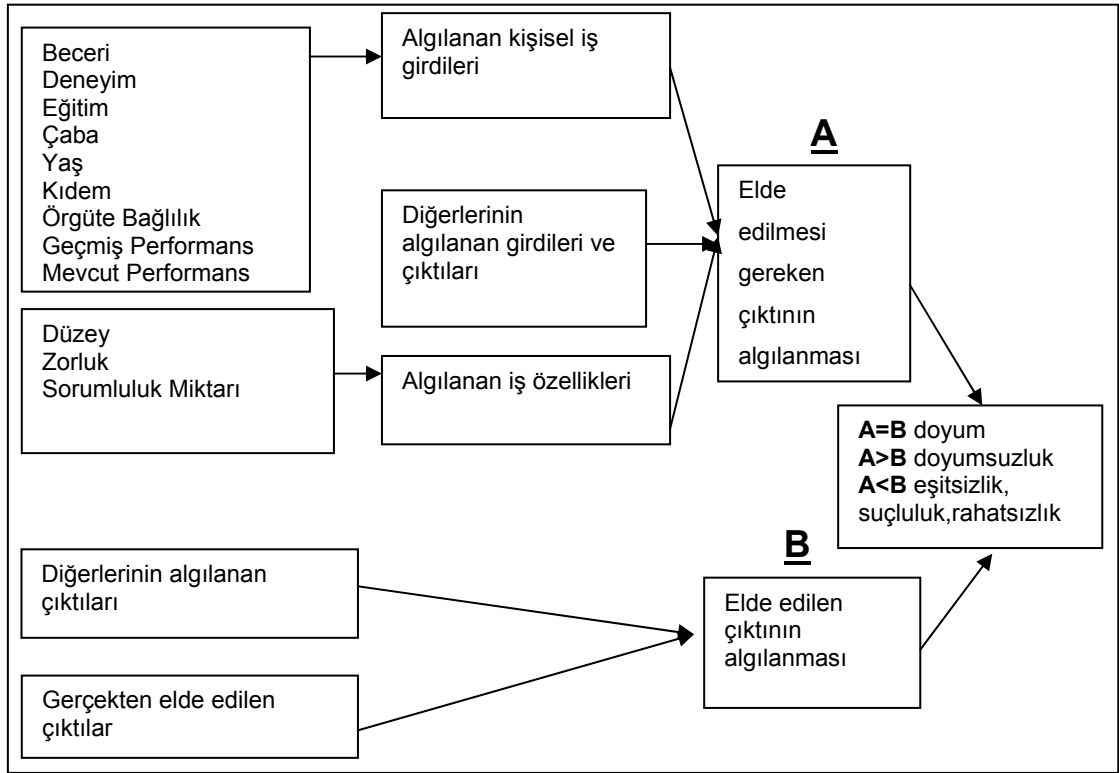 Beceri
Deneyim
Eğitim
Çaba
Yaş
Kıdem
Örgüte Bağlılık
Geçmiş Performans
Mevcut Performans
Algılanan kişisel iş
girdileri
Diğerlerinin
algılanan girdileri ve
çıktıları
Düzey
Zorluk
Sorumluluk Miktarı
Algılanan iş özellikleri
A
Elde
edilmesi
gereken
çıktının
algılanması
A=B doyum
A>B doyumsuzluk
A<B eşitsizlik,
suçluluk,rahatsızlık
Diğerlerinin algılanan
çıktıları
Gerçekten elde edilen
çıktılar
B
Elde edilen
çıktının
algılanması